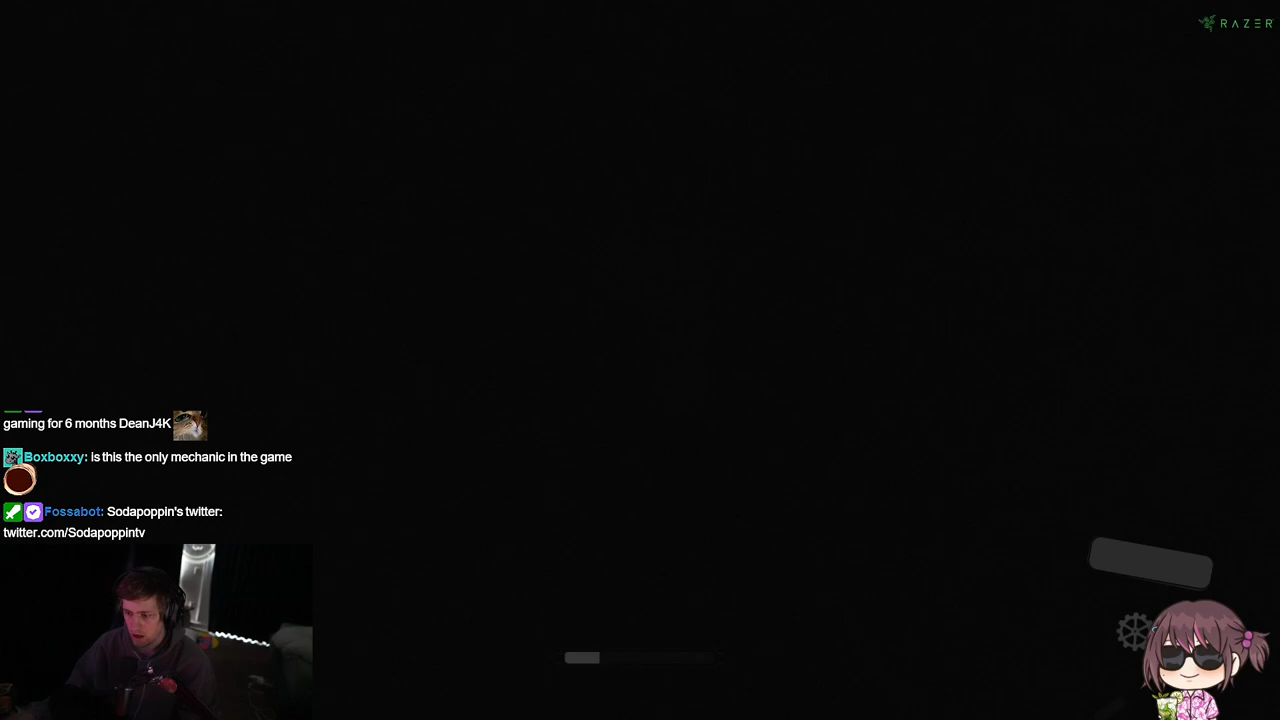 RAZER
gaming for 6 months DeanJ4K
Boxboxxy: is this the only mechanic in the game
Fossabot: Sodapoppin's twitter:
twitter.com/Sodapoppintv